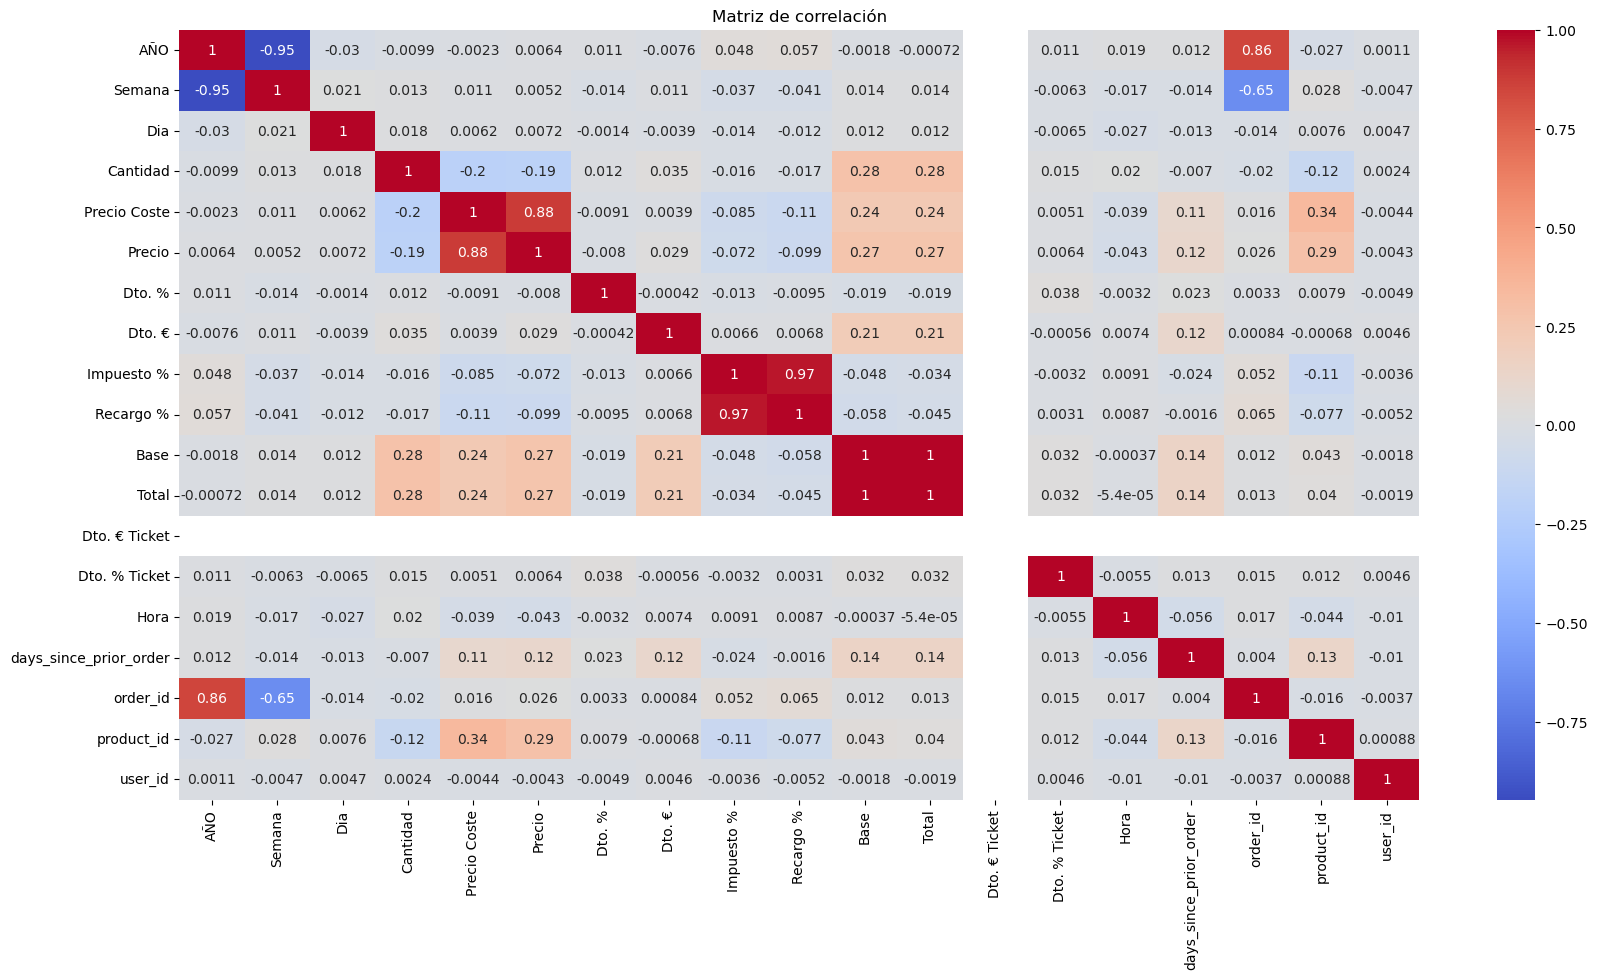 Matriz de correlación
AÑO 1 -0.95 -0.03 -0.0099 -0.0023 0.0064 0.011 -0.0076 0.048 0.057 -0.0018 -0.00072 0.011 0.019 0.012 0.86 -0.027 0.0011
Semana -0.95 1 0.021 0.013 0.011 0.0052 -0.014 0.011 -0.037 -0.041 0.014 0.014 -0.0063 -0.017 -0.014 -0.65 0.028 -0.0047
Dia -0.03 0.021 1 0.018 0.0062 0.0072 -0.0014 -0.0039 -0.014 -0.012 0.012 0.012 -0.0065 -0.027 -0.013 -0.014 0.0076 0.0047
Cantidad -0.0099 0.013 0.018 1 -0.2 -0.19 0.012 0.035 -0.016 -0.017 0.28 0.28 0.015 0.02 -0.007 -0.02 -0.12 0.0024
Precio Coste -0.0023 0.011 0.0062 -0.2 1 0.88 -0.0091 0.0039 -0.085 -0.11 0.24 0.24 0.0051 -0.039 0.11 0.016 0.34 -0.0044
Precio 0.0064 0.0052 0.0072 -0.19 0.88 1 -0.008 0.029 -0.072 -0.099 0.27 0.27 0.0064 -0.043 0.12 0.026 0.29 -0.0043
Dto. % 0.011 -0.014 -0.0014 0.012 -0.0091 -0.008 1 -0.00042 -0.013 -0.0095 -0.019 -0.019 0.038 -0.0032 0.023 0.0033 0.0079 -0.0049
Dto. € -0.0076 0.011 -0.0039 0.035 0.0039 0.029 -0.00042 1 0.0066 0.0068 0.21 0.21 -0.00056 0.0074 0.12 0.00084 -0.00068 0.0046
Impuesto % 0.048 -0.037 -0.014 -0.016 -0.085 -0.072 -0.013 0.0066 1 0.97 -0.048 -0.034 -0.0032 0.0091 -0.024 0.052 -0.11 -0.0036
Recargo % 0.057 -0.041 -0.012 -0.017 -0.11 -0.099 -0.0095 0.0068 0.97 1 -0.058 -0.045 0.0031 0.0087 -0.0016 0.065 -0.077 -0.0052
Base -0.0018 0.014 0.012 0.28 0.24 0.27 -0.019 0.21 -0.048 -0.058 1 1 0.032 -0.00037 0.14 0.012 0.043 -0.0018
Total -0.00072 0.014 0.012 0.28 0.24 0.27 -0.019 0.21 -0.034 -0.045 1 1 0.032 -5.4e-05 0.14 0.013 0.04 -0.0019
Dto. € Ticket
Dto. % Ticket 0.011 -0.0063 -0.0065 0.015 0.0051 0.0064 0.038 -0.00056 -0.0032 0.0031 0.032 0.032 1 -0.0055 0.013 0.015 0.012 0.0046
Hora 0.019 -0.017 -0.027 0.02 -0.039 -0.043 -0.0032 0.0074 0.0091 0.0087 -0.00037 -5.4e-05 -0.0055 1 -0.056 0.017 -0.044 -0.01
days_since_prior_order 0.012 -0.014 -0.013 -0.007 0.11 0.12 0.023 0.12 -0.024 -0.0016 0.14 0.14 0.013 -0.056 1 0.004 0.13 -0.01
order_id 0.86 -0.65 -0.014 -0.02 0.016 0.026 0.0033 0.00084 0.052 0.065 0.012 0.013 0.015 0.017 0.004 1 -0.016 -0.0037
product_id -0.027 0.028 0.0076 -0.12 0.34 0.29 0.0079 -0.00068 -0.11 -0.077 0.043 0.04 0.012 -0.044 0.13 -0.016 1 0.00088
user_id 0.0011 -0.0047 0.0047 0.0024 -0.0044 -0.0043 -0.0049 0.0046 -0.0036 -0.0052 -0.0018 -0.0019 0.0046 -0.01 -0.01 -0.0037 0.00088 1
AÑO
Semana
Dia
Cantidad
Precio Coste
Precio
Dto. %
Dto. €
Impuesto %
Recargo %
Base
Total
Dto. € Ticket
Dto. % Ticket
Hora
days_since_prior_order
order_id
product_id
user_id
1.00
0.75
0.50
0.25
0.00
−0.25
−0.50
−0.75